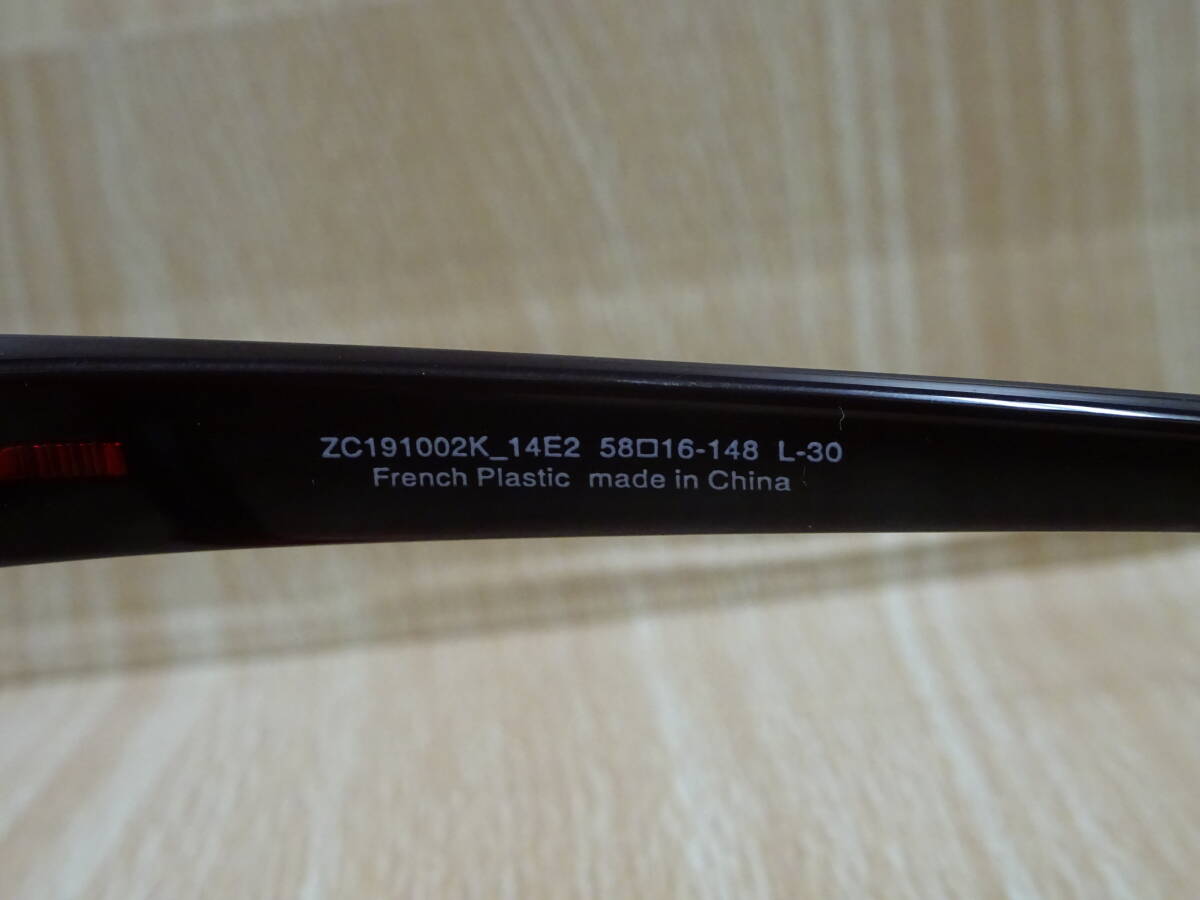 ZC191002K_14E2 58□16-148 L-30
French Plastic made in China